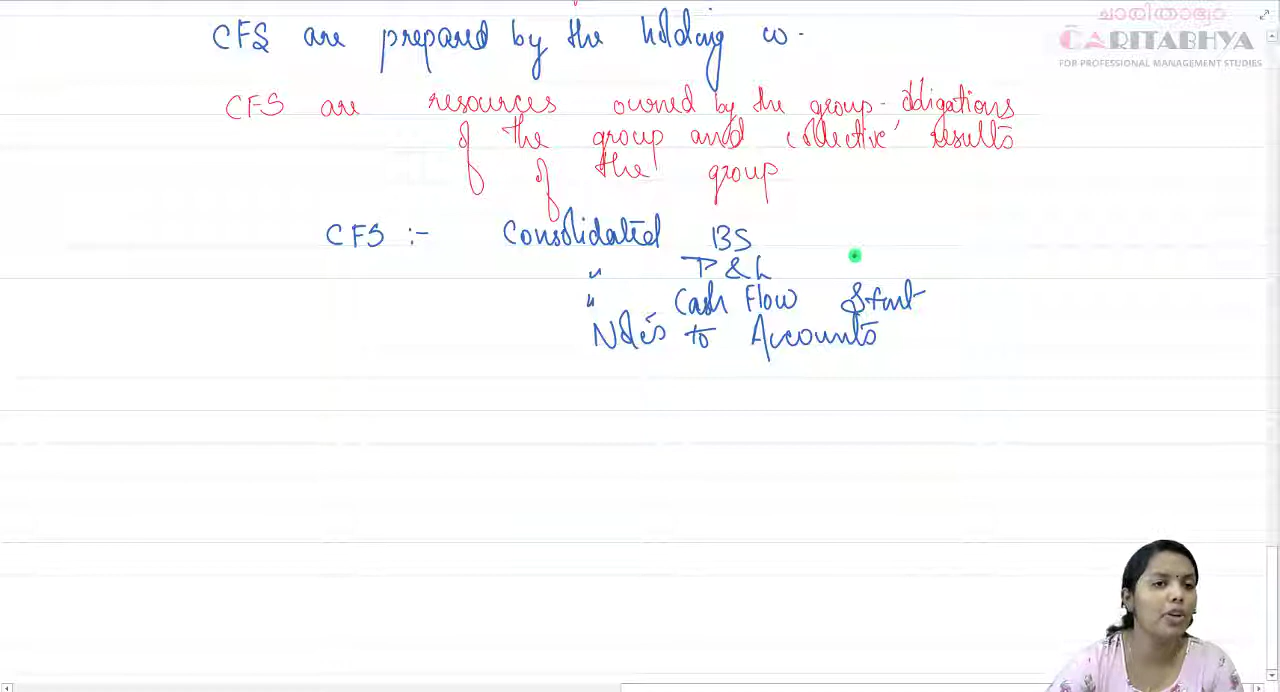 CFS are prepared by the holding co.
ചാരിതാഭ്യം
CARITABHYA
FOR PROFESSIONAL MANAGEMENT STUDIES
CFS are resources owned by the group. obligations
of the group and collective results
of the group
CFS :- Consolidated BS
" P & L
" Cash Flow Stmt
Notes to Accounts